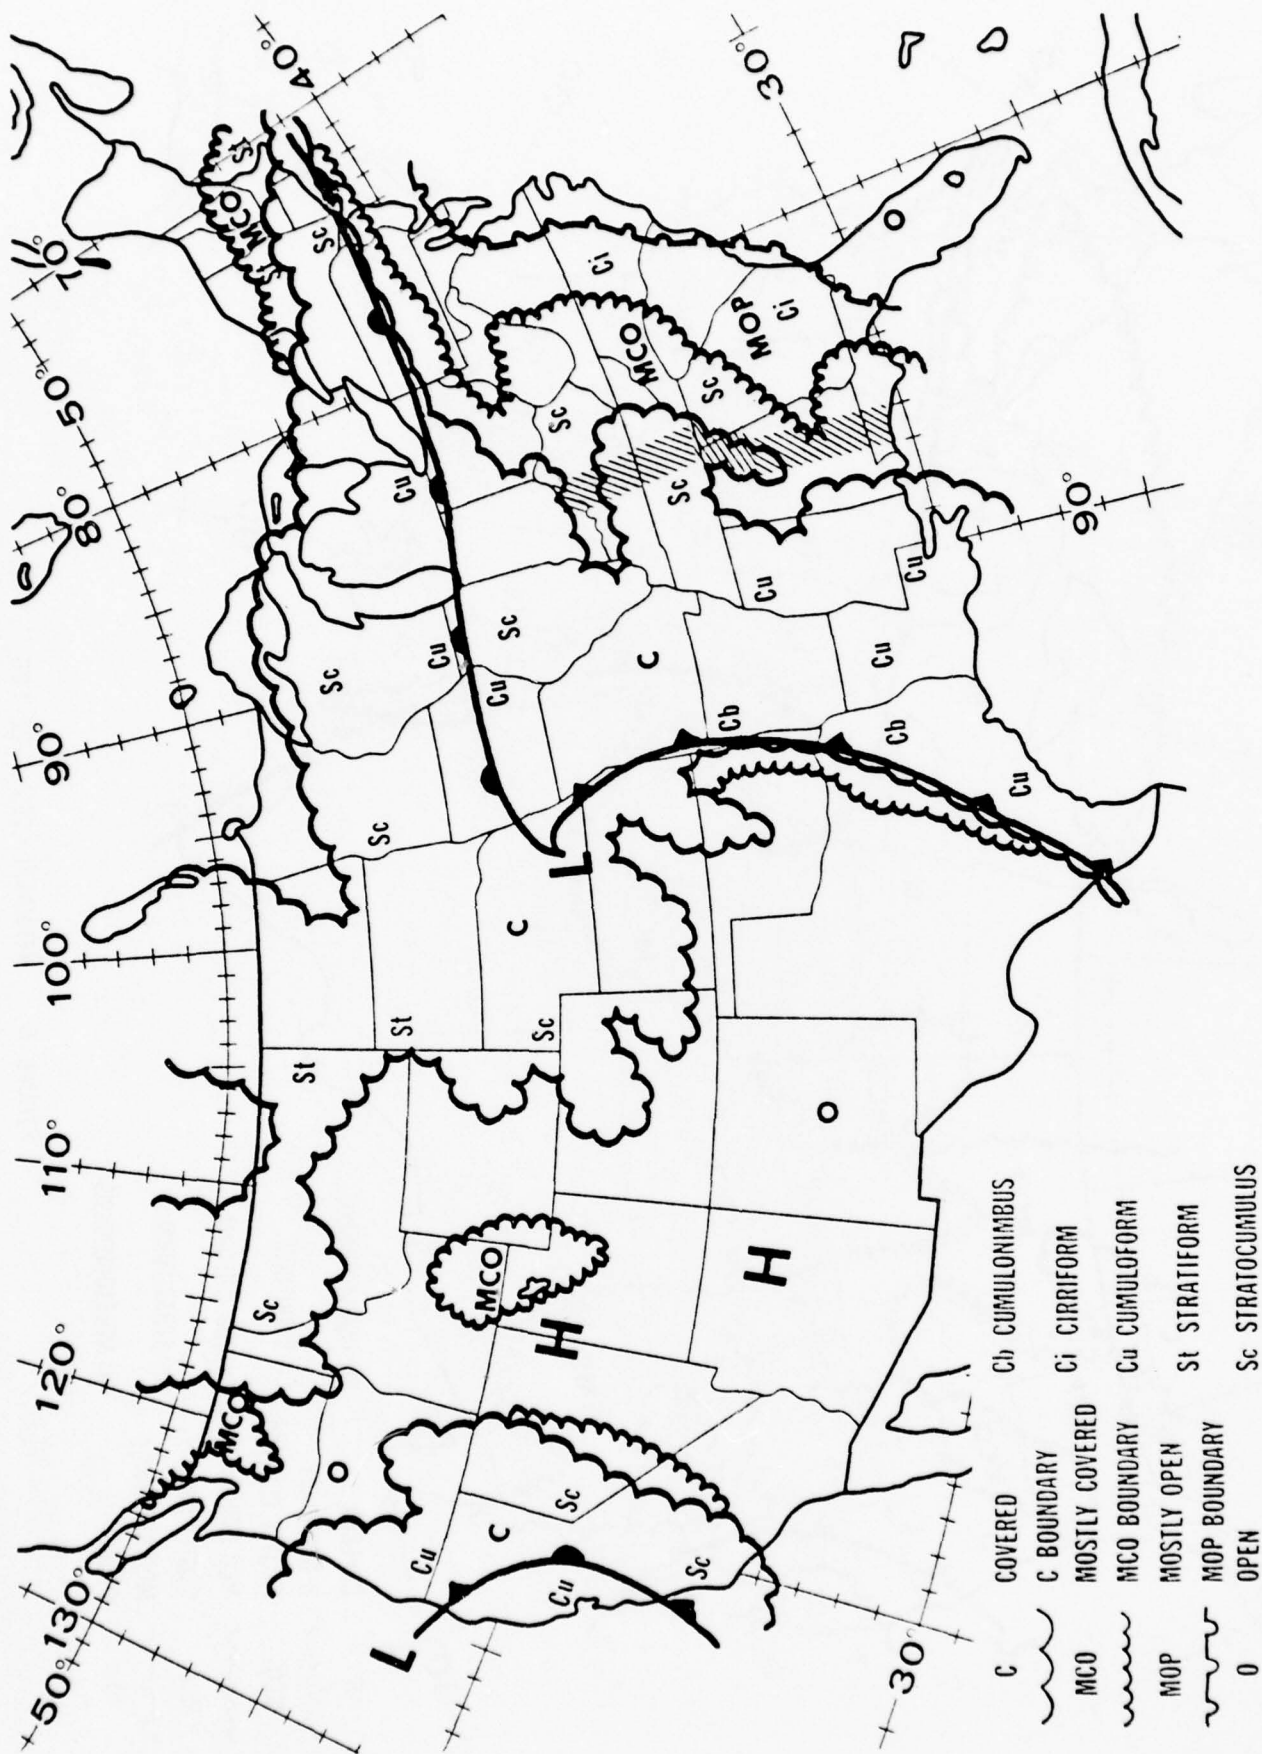 50°
130°
120°
110°
100°
90°
80°
50°
70°
O
MCO
MCO
St
Sc
St
40°
Sc
Sc
O
Sc
L
St
Cu
Cu
Cu
MCO
Cu
C
Sc
C
Sc
H
L
Sc
Cu
Sc
Ci
MCO
C
Sc
Sc
Sc
Cb
MOP
H
Cu
30°
Ci
O
Cu
Cb
O
30°
Cu
Cu
90°
C COVERED Cb CUMULONIMBUS
C BOUNDARY
MCO MOSTLY COVERED Ci CIRRIFORM
MCO BOUNDARY Cu CUMULOFORM
MOP MOSTLY OPEN St STRATIFORM
MOP BOUNDARY
O OPEN Sc STRATOCUMULUS